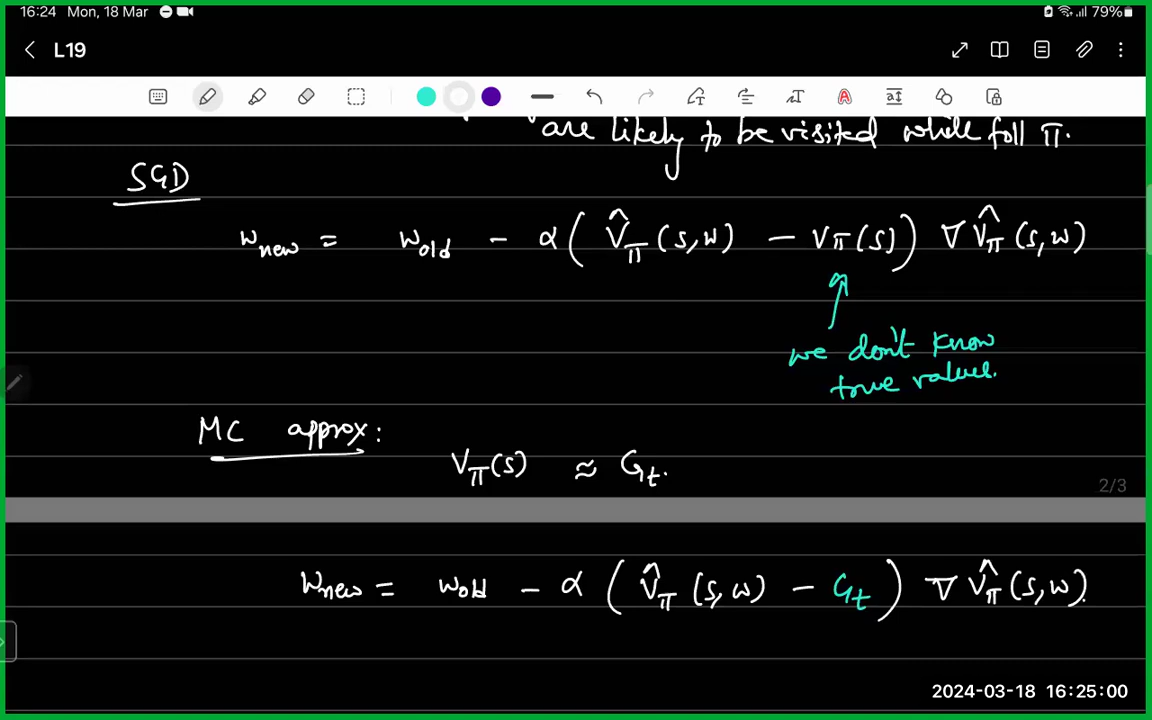 16:24 Mon, 18 Mar 79%
L19
are likely to be visited while foll π.
SGD
w_new = w_old - α( V̂_π(s,w) - v_π(s)) ∇ V̂_π(s,w)
we don't know
true values.
MC approx:
V_π(s) ≈ G_t.
2/3
w_new = w_old - α ( V̂_π(s,w) - G_t) ∇ V̂_π(s,w).
2024-03-18 16:25:00